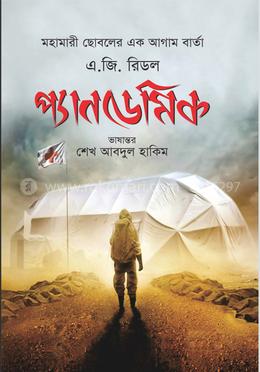 মহামারী ছোবলের এক আগাম বার্তা
এ.জি. রিডল
প্যানডেমিক
ভাষান্তর
শেখ আবদুল হাকিম